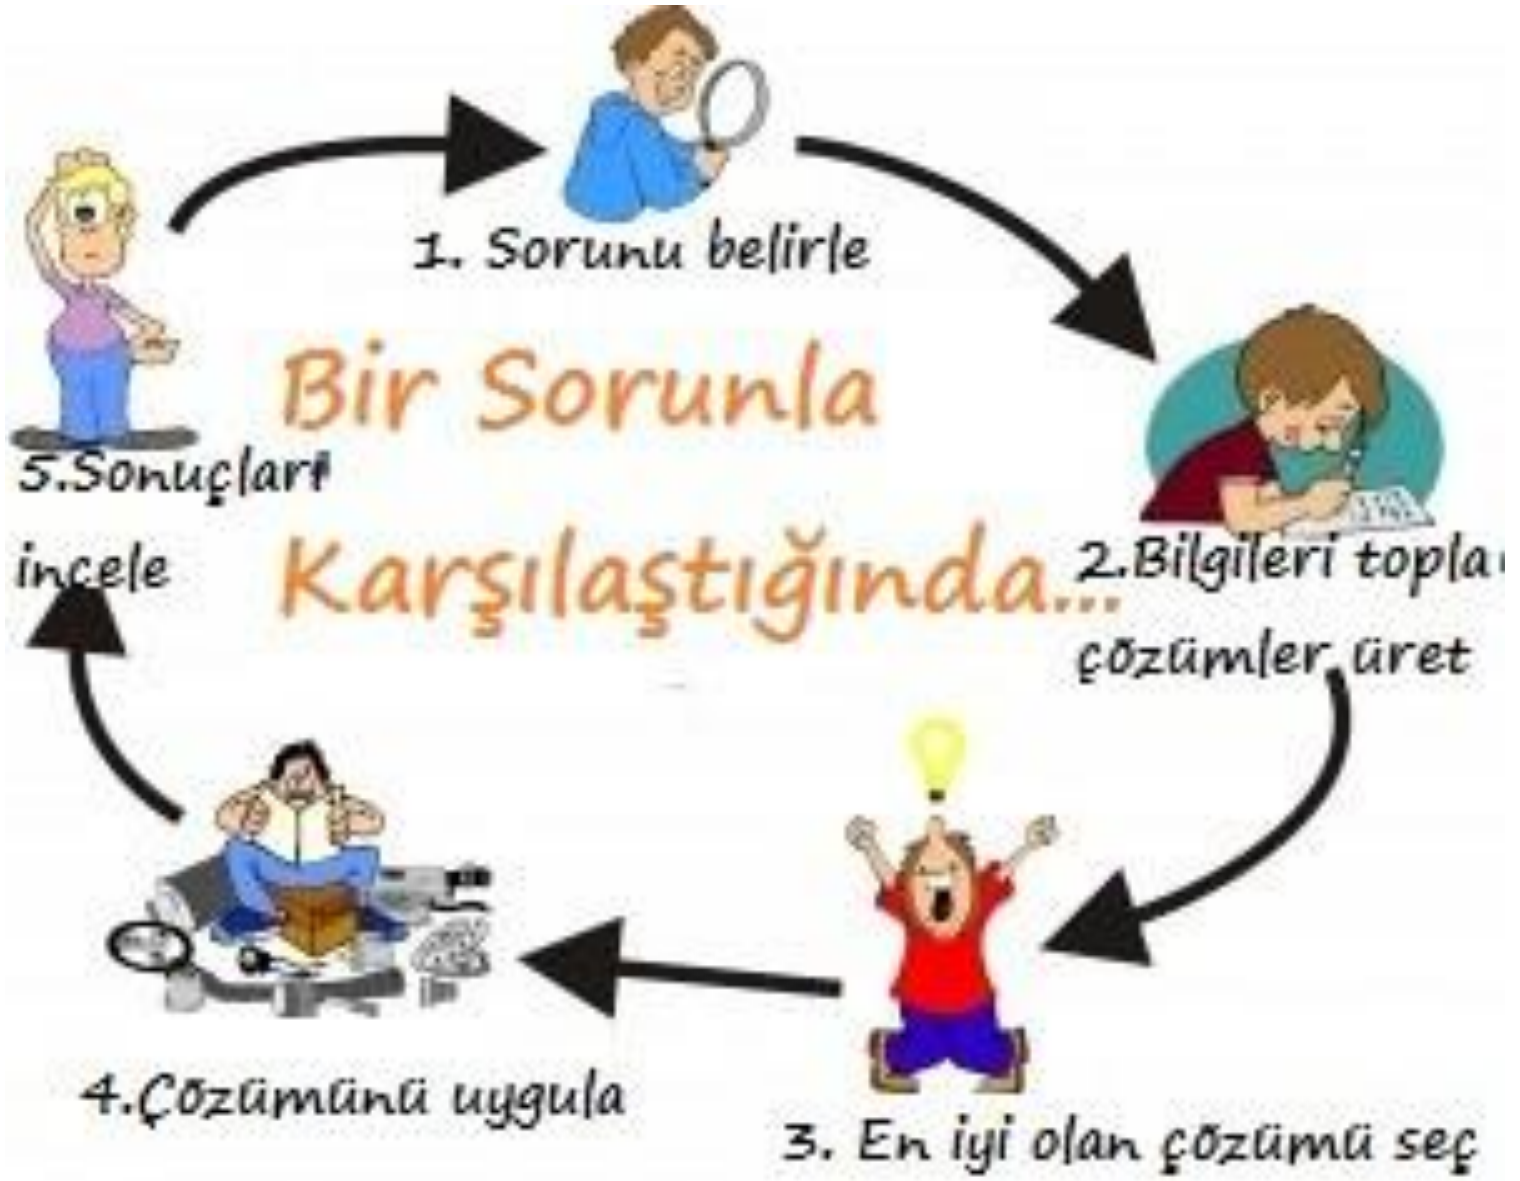 1. Sorunu belirle
Bir Sorunla
Karşılaştığında...
2.Bilgileri topla
çözümler üret
3. En iyi olan çözümü seç
4.Çözümünü uygula
5.Sonuçları
incele